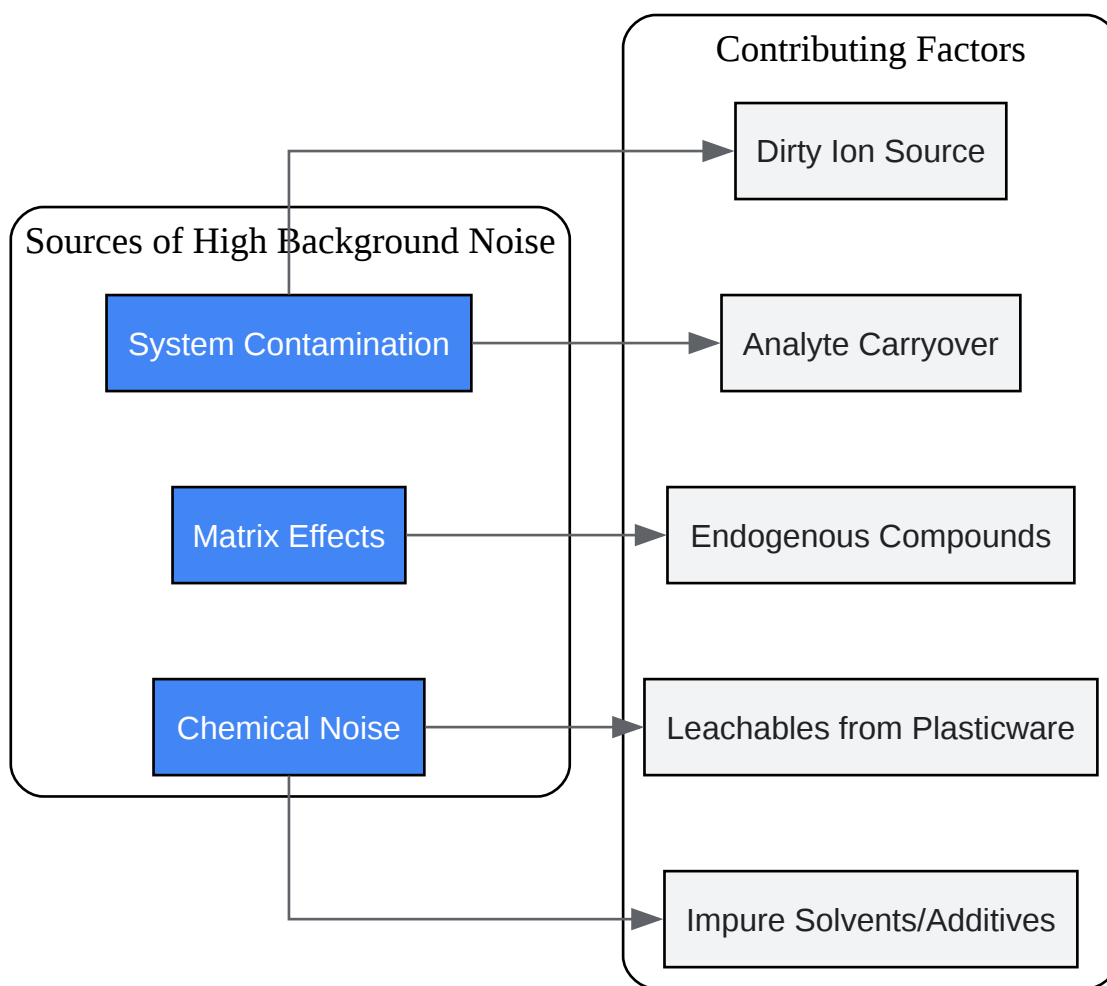 Contributing Factors
Dirty Ion Source
Sources of High Background Noise
System Contamination
Analyte Carryover
Matrix Effects
Endogenous Compounds
Chemical Noise
Leachables from Plasticware
Impure Solvents/Additives